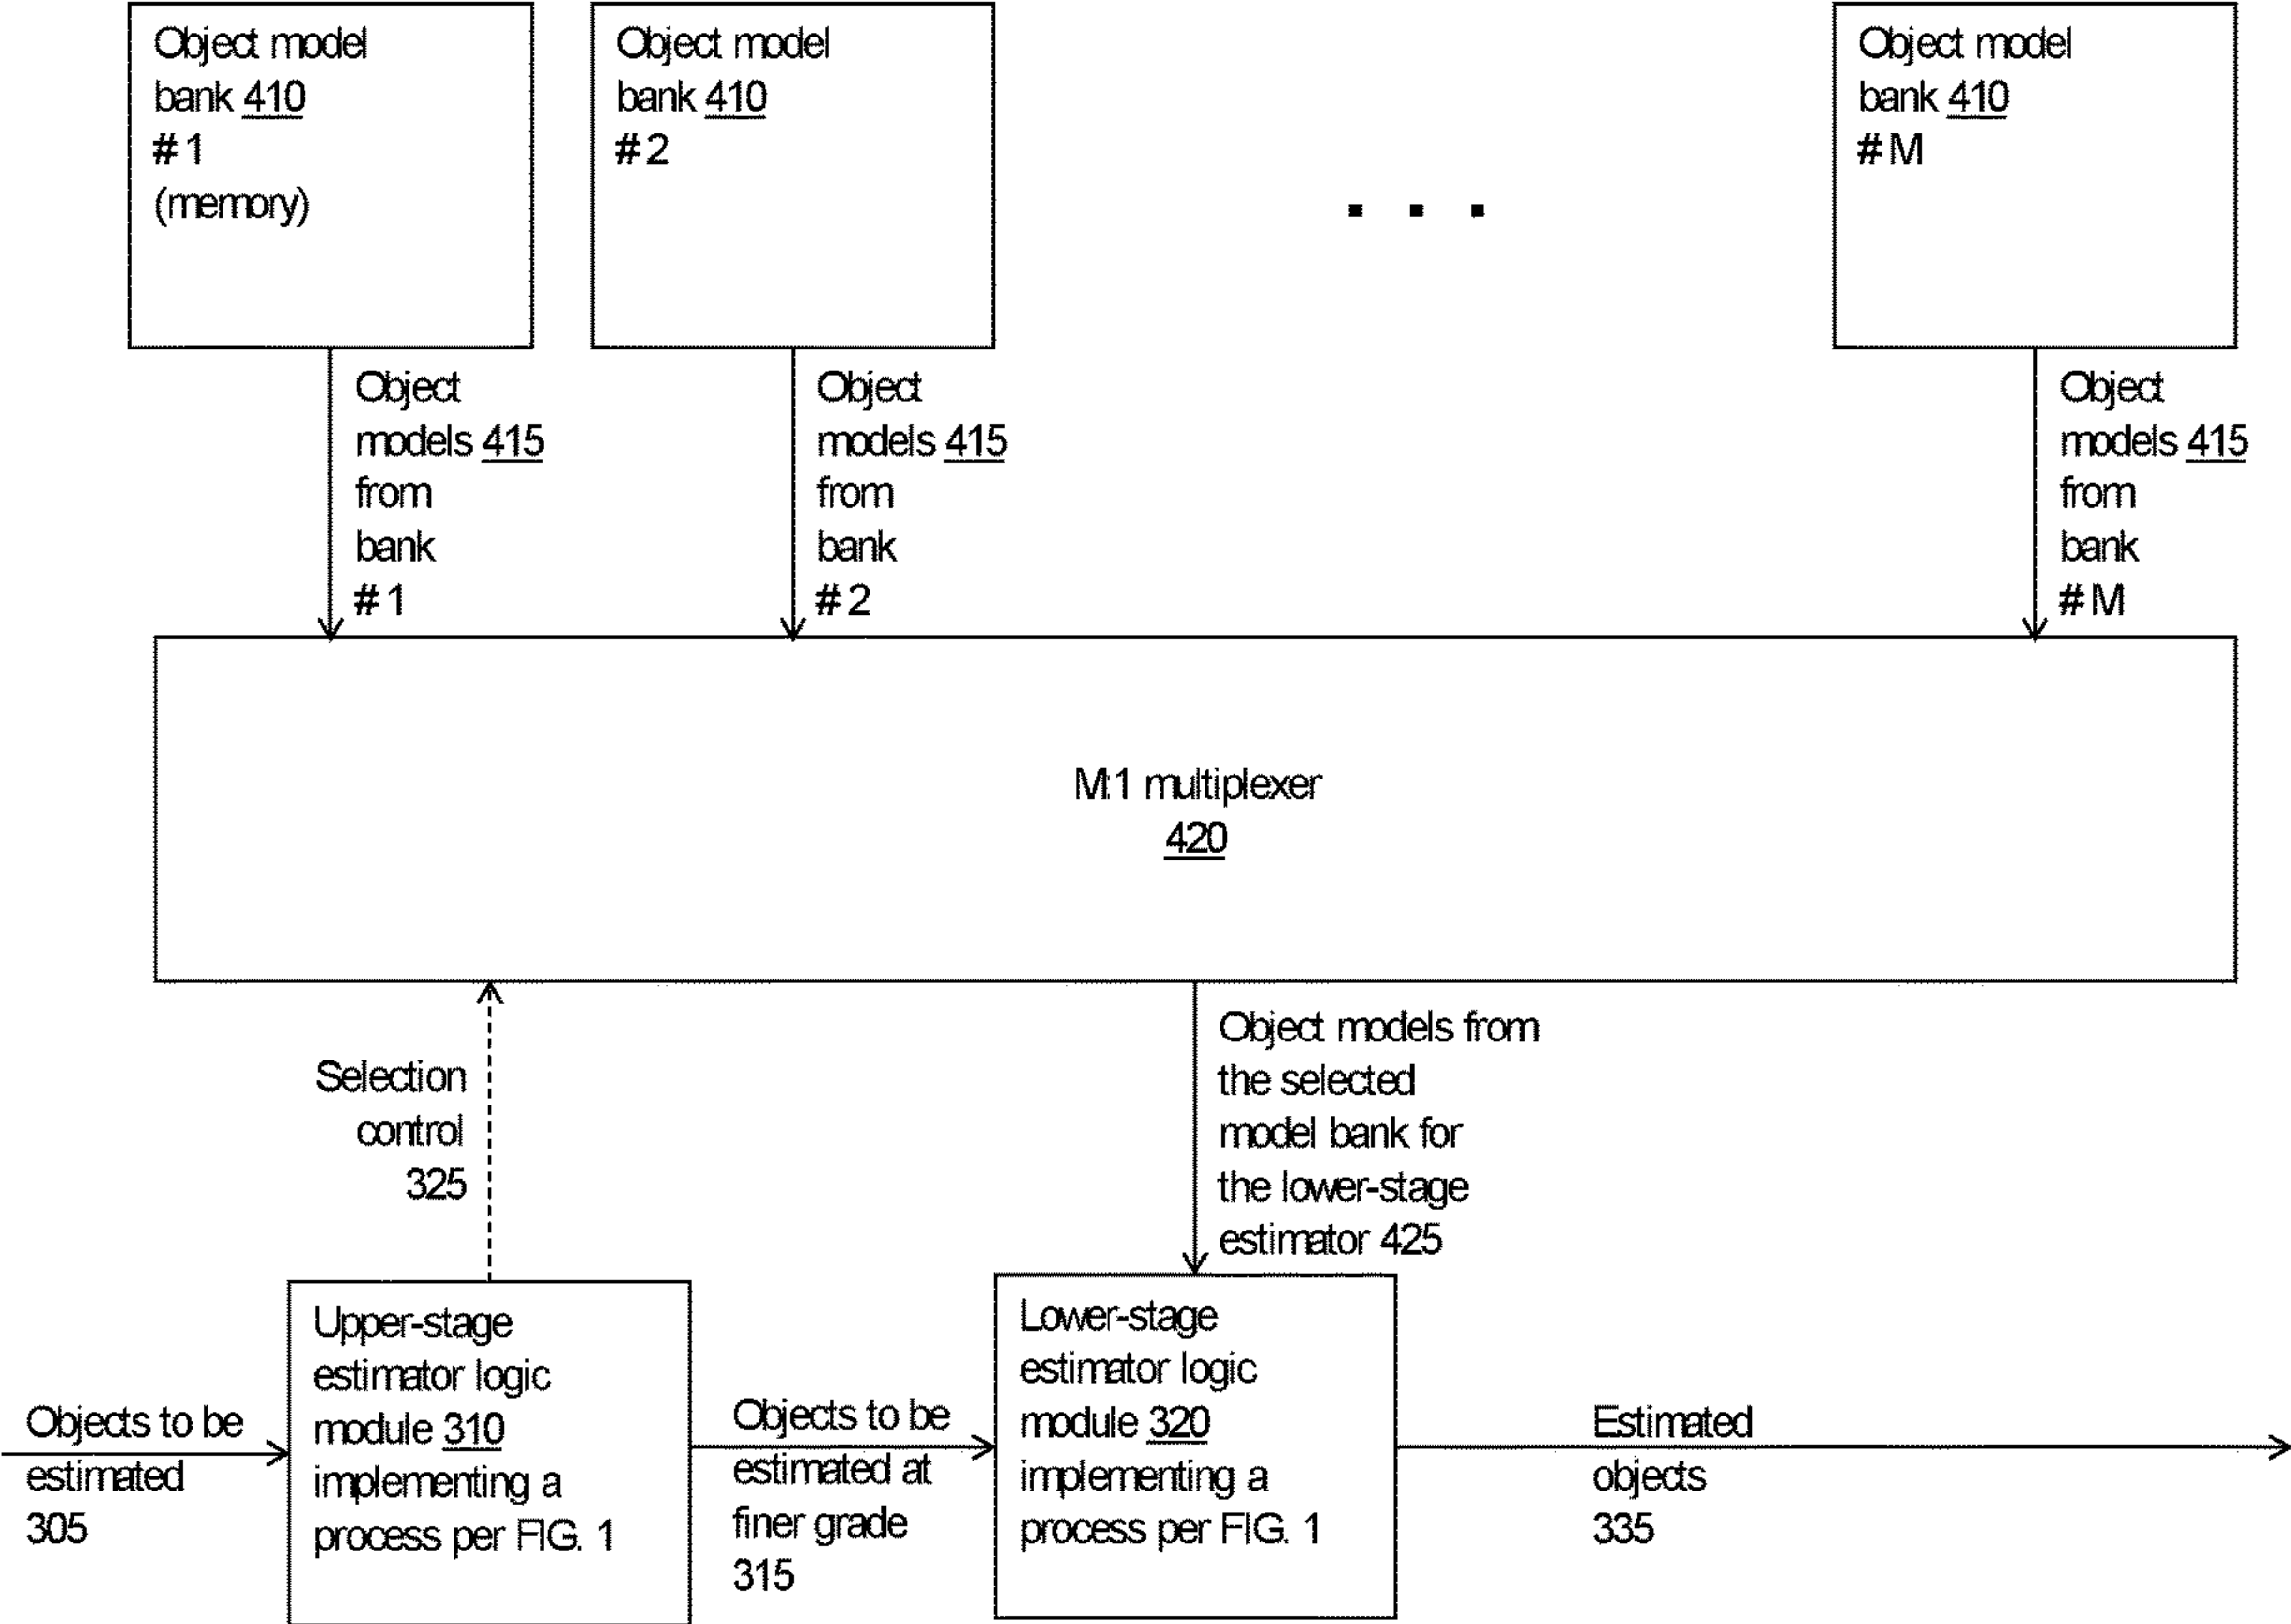 Object model
bank 410
#1
(memory)
Object model
bank 410
#2
. . .
Object model
bank 410
#M
Object
models 415
from
bank
#1
Object
models 415
from
bank
#2
Object
models 415
from
bank
#M
M:1 multiplexer
420
Selection
control
325
Object models from
the selected
model bank for
the lower-stage
estimator 425
Objects to be
estimated
305
Upper-stage
estimator logic
module 310
implementing a
process per FIG. 1
Objects to be
estimated at
finer grade
315
Lower-stage
estimator logic
module 320
implementing a
process per FIG. 1
Estimated
objects
335